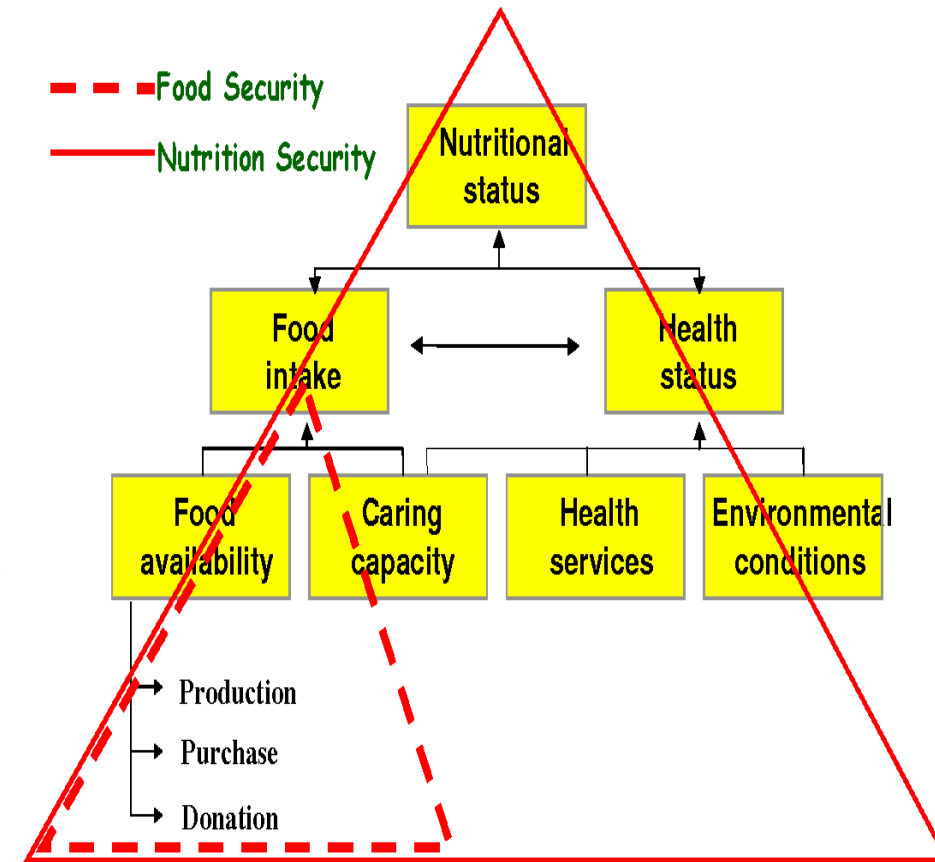 Food Security
Nutrition Security
Nutritional
status
Food
intake
Health
status
Food
availability
Caring
capacity
Health
services
Environmental
conditions
Production
Purchase
Donation